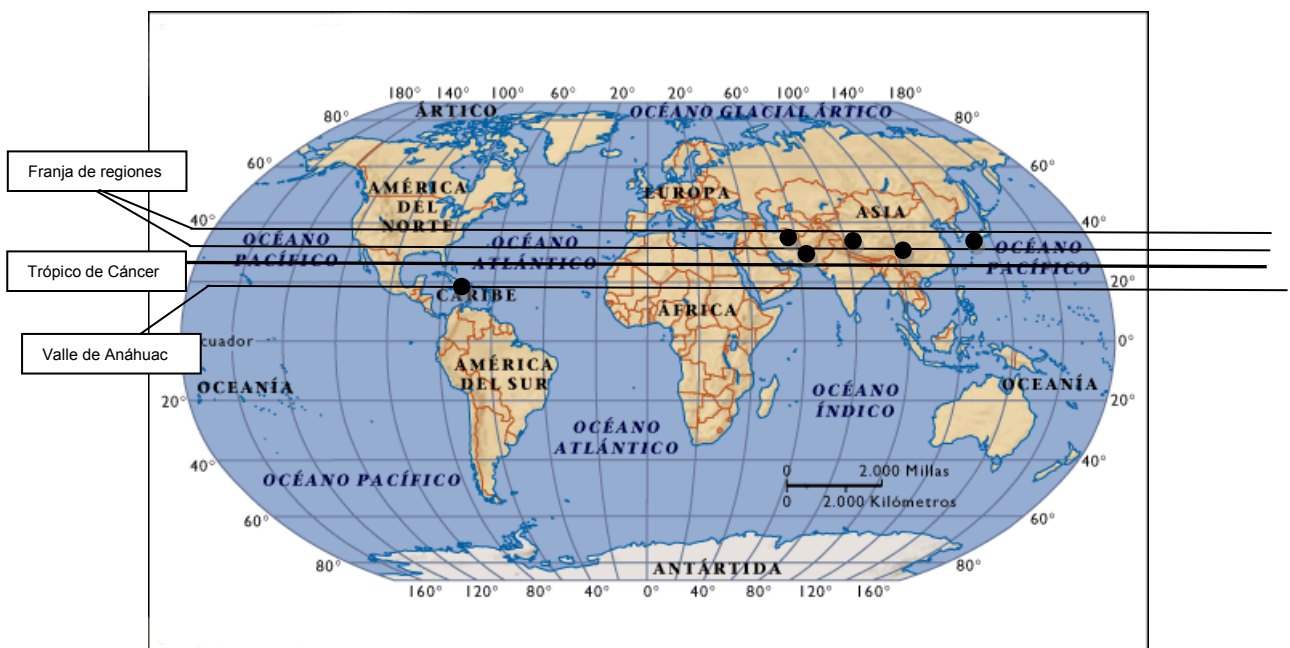 180° 140° 100° 60° 20° 20° 60° 100° 140° 180°
ÁRTICO
OCÉANO GLACIAL ÁRTICO
80° 80°
60° 60°
Franja de regiones
AMÉRICA
DEL
NORTE
EUROPA
ASIA
40° 40°
OCÉANO
PACÍFICO
OCÉANO
ATLÁNTICO
OCÉANO
PACÍFICO
Trópico de Cáncer
20°
CARIBE
ÁFRICA
Valle de Anáhuac
cuador
0°
AMÉRICA
DEL SUR
OCEANÍA
OCÉANO
ÍNDICO
OCEANÍA
20° 20°
OCÉANO
ATLÁNTICO
40° 40°
OCÉANO PACÍFICO
0 2.000 Millas
0 2.000 Kilómetros
60° 60°
80° 80°
ANTÁRTIDA
160° 120° 80° 40° 0° 40° 80° 120° 160°